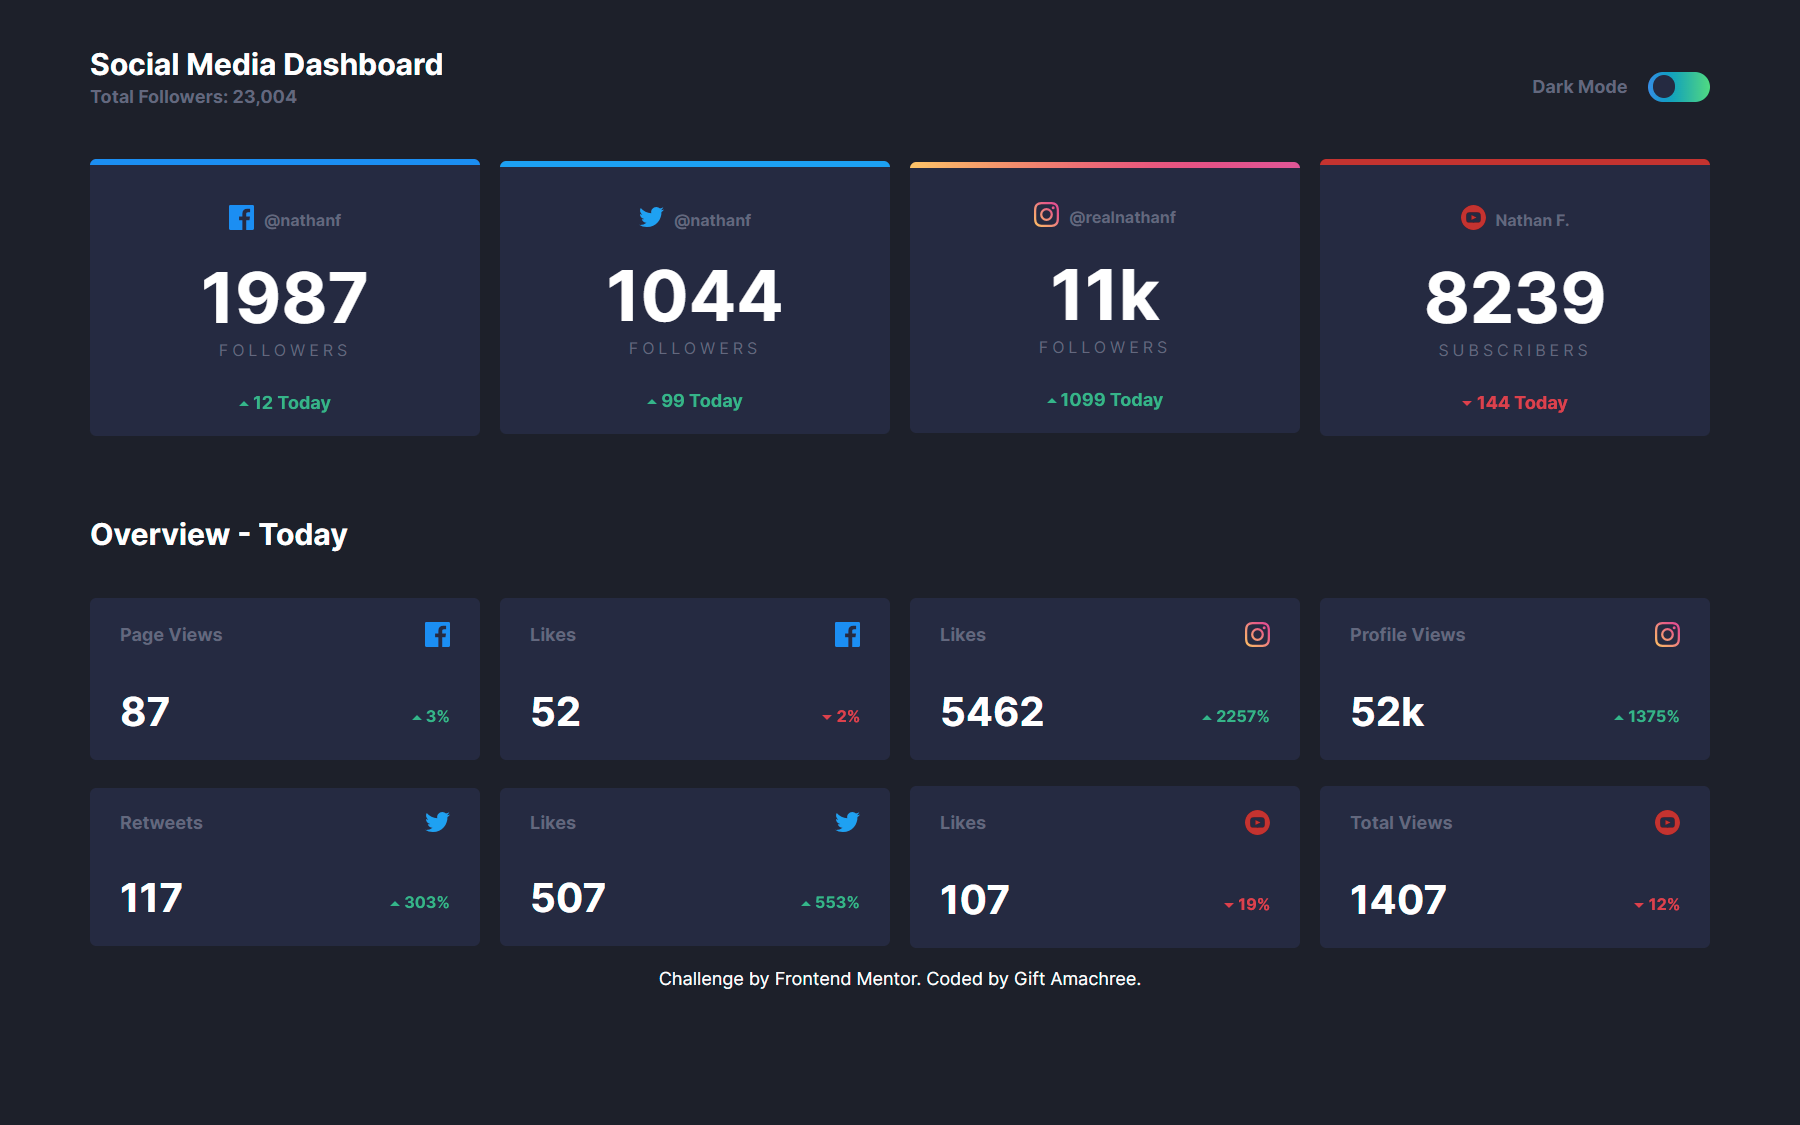 Social Media Dashboard
Total Followers: 23,004
Dark Mode
@nathanf
1987
FOLLOWERS
12 Today
@nathanf
1044
FOLLOWERS
99 Today
@realnathanf
11k
FOLLOWERS
1099 Today
Nathan F.
8239
SUBSCRIBERS
144 Today
Overview - Today
Page Views
87
3%
Likes
52
2%
Likes
5462
2257%
Profile Views
52k
1375%
Retweets
117
303%
Likes
507
553%
Likes
107
19%
Total Views
1407
12%
Challenge by Frontend Mentor. Coded by Gift Amachree.